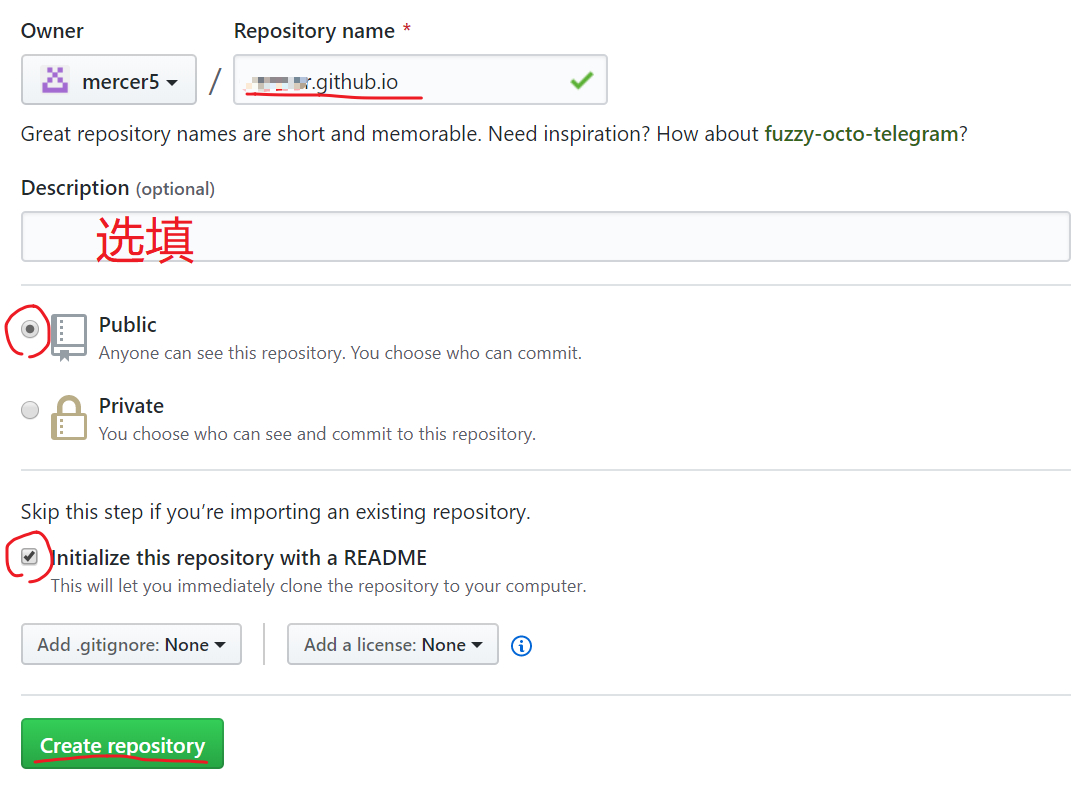 Owner
Repository name *
mercer5 / r.github.io
Great repository names are short and memorable. Need inspiration? How about fuzzy-octo-telegram?
Description (optional)
选填
Public
Anyone can see this repository. You choose who can commit.
Private
You choose who can see and commit to this repository.
Skip this step if you’re importing an existing repository.
Initialize this repository with a README
This will let you immediately clone the repository to your computer.
Add .gitignore: None
Add a license: None
Create repository